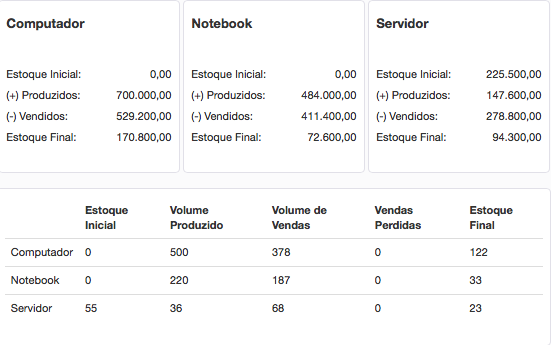 Computador
Estoque Inicial: 0,00
(+) Produzidos: 700.000,00
(-) Vendidos: 529.200,00
Estoque Final: 170.800,00
Notebook
Estoque Inicial: 0,00
(+) Produzidos: 484.000,00
(-) Vendidos: 411.400,00
Estoque Final: 72.600,00
Servidor
Estoque Inicial: 225.500,00
(+) Produzidos: 147.600,00
(-) Vendidos: 278.800,00
Estoque Final: 94.300,00
Estoque Inicial Volume Produzido Volume de Vendas Vendas Perdidas Estoque Final
Computador 0 500 378 0 122
Notebook 0 220 187 0 33
Servidor 55 36 68 0 23